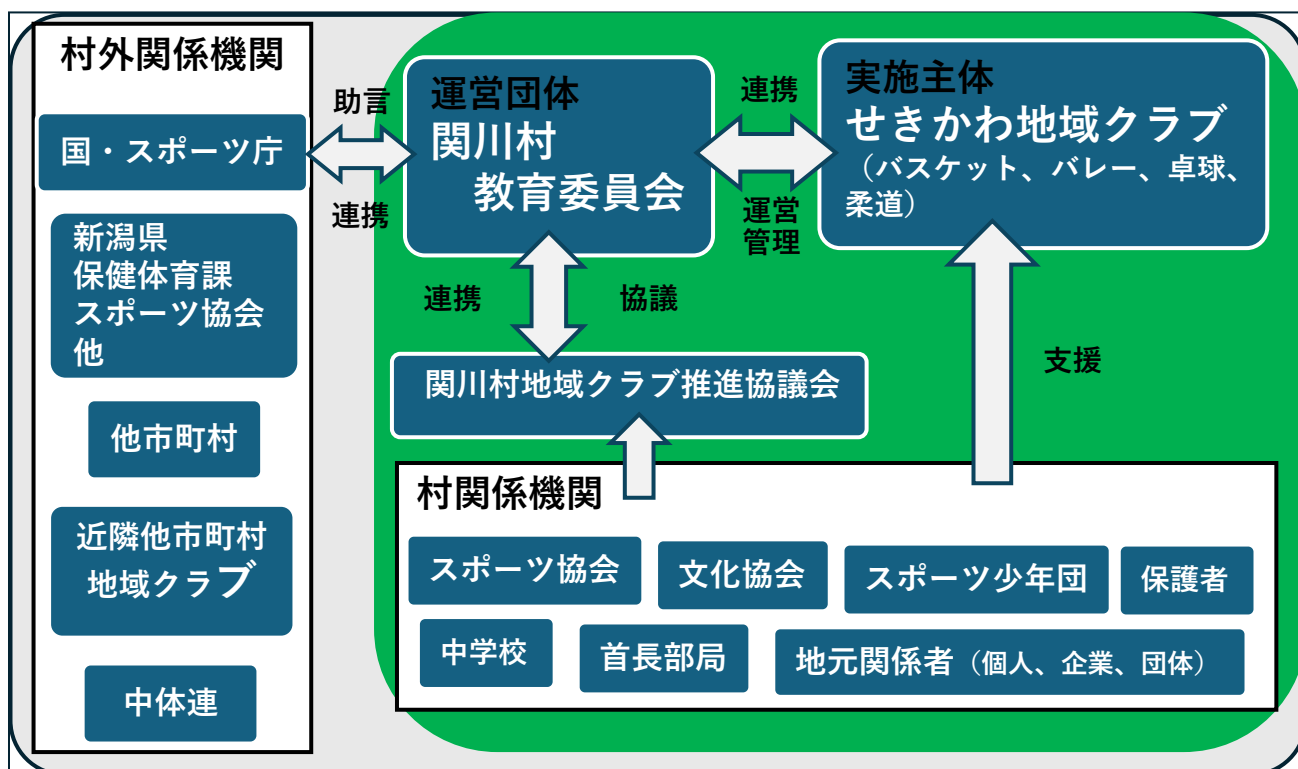 村外関係機関
国・スポーツ庁
新潟県
保健体育課
スポーツ協会
他
他市町村
近隣他市町村
地域クラブ
中体連
助言
連携
運営団体
関川村
教育委員会
連携
運営
管理
実施主体
せきかわ地域クラブ
（バスケット、バレー、卓球、
柔道）
連携
協議
支援
関川村地域クラブ推進協議会
村関係機関
スポーツ協会
文化協会
スポーツ少年団
保護者
中学校
首長部局
地元関係者（個人、企業、団体）